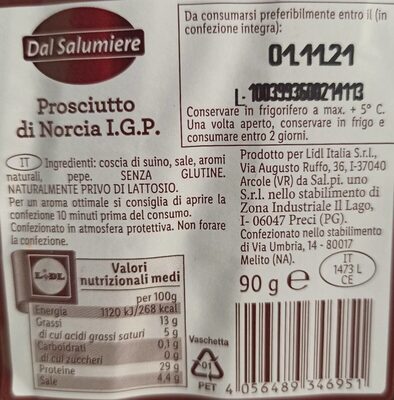 Dal Salumiere
Prosciutto
di Norcia I.G.P.
Da consumarsi preferibilmente entro il (in
confezione integra):
01.11.21
L- 1003993600214113
Conservare in frigorifero a max. + 5° C.
Una volta aperto, conservare in frigo e
consumare entro 2 giorni.
IT Ingredienti: coscia di suino, sale, aromi
naturali, pepe. SENZA GLUTINE.
NATURALMENTE PRIVO DI LATTOSIO.
Per un aroma ottimale si consiglia di aprire la
confezione 10 minuti prima del consumo.
Confezionato in atmosfera protettiva. Non forare
la confezione.
Prodotto per Lidl Italia S.r.l.,
Via Augusto Ruffo, 36, I-37040
Arcole (VR) da Sal.pi. uno
S.r.l. nello stabilimento di
Zona Industriale Il Lago,
I- 06047 Preci (PG).
Confezionato nello stabilimento
di Via Umbria, 14 - 80017
Melito (NA).
IT
1473 L
CE
90 g e
LIDL
Valori
nutrizionali medi
per 100g
Energia 1120 kJ/268 kcal
Grassi 13 g
di cui acidi grassi saturi 5 g
Carboidrati 0,1 g
di cui zuccheri 0 g
Proteine 29 g
Sale 4,4 g
Vaschetta
01
PET
4 056489 346951